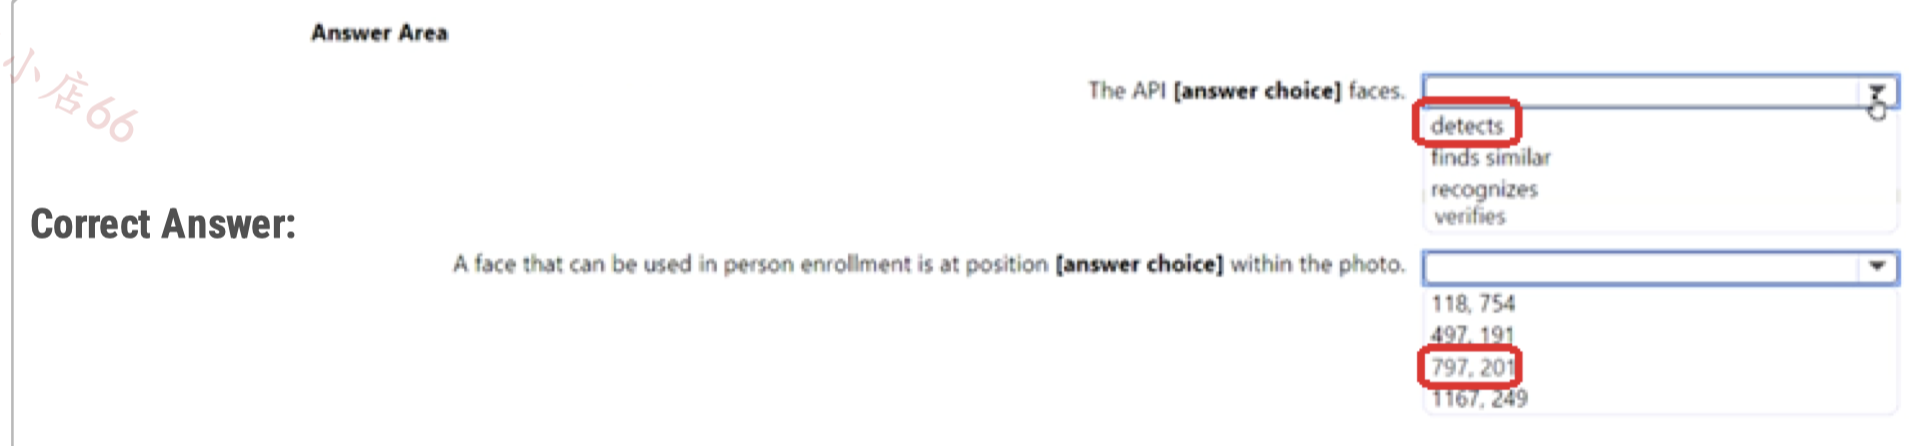 Answer Area
小店66
The API [answer choice] faces.
detects
finds similar
recognizes
verifies
Correct Answer:
A face that can be used in person enrollment is at position [answer choice] within the photo.
118, 754
497, 191
797, 201
1167, 249